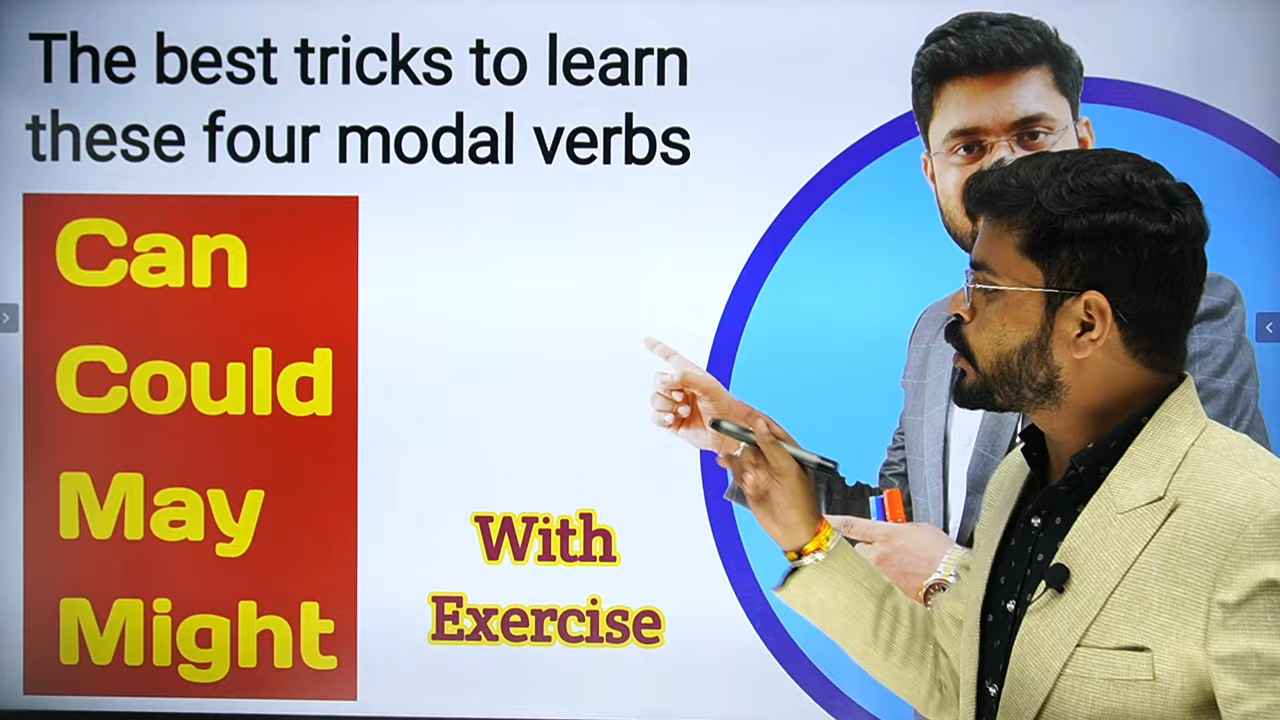 The best tricks to learn
these four modal verbs
Can
Could
May
Might
With
Exercise